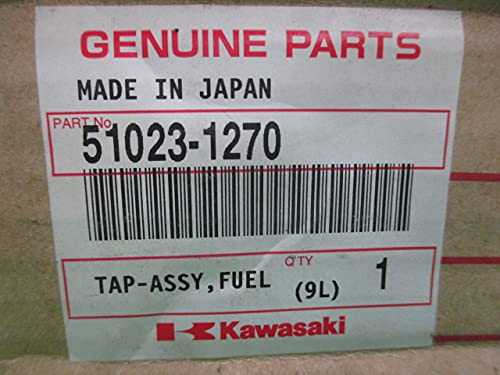 GENUINE PARTS
MADE IN JAPAN
PART No.
51023-1270
TAP-ASSY, FUEL
Q'TY
(9L) 1
Kawasaki